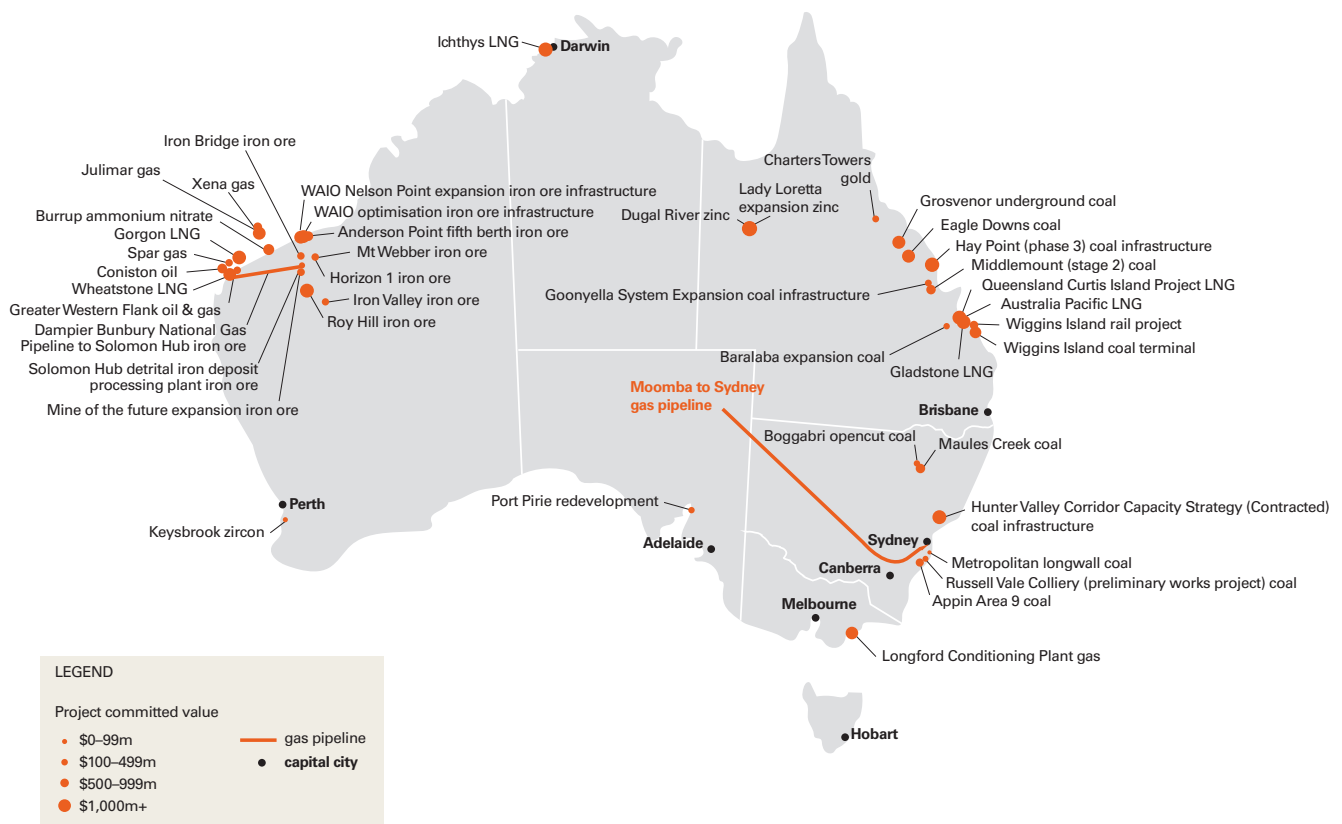 Ichthys LNG
Darwin
Iron Bridge iron ore
Julimar gas
Xena gas
Burrup ammonium nitrate
Gorgon LNG
Spar gas
Coniston oil
Wheatstone LNG
Greater Western Flank oil & gas
Dampier Bunbury National Gas
Pipeline to Solomon Hub iron ore
Solomon Hub detrital iron deposit
processing plant iron ore
Mine of the future expansion iron ore
WAIO Nelson Point expansion iron ore infrastructure
WAIO optimisation iron ore infrastructure
Anderson Point fifth berth iron ore
Mt Webber iron ore
Horizon 1 iron ore
Iron Valley iron ore
Roy Hill iron ore
Perth
Keysbrook zircon
Charters Towers
gold
Lady Loretta
expansion zinc
Dugal River zinc
Grosvenor underground coal
Eagle Downs coal
Hay Point (phase 3) coal infrastructure
Middlemount (stage 2) coal
Goonyella System Expansion coal infrastructure
Queensland Curtis Island Project LNG
Australia Pacific LNG
Wiggins Island rail project
Wiggins Island coal terminal
Baralaba expansion coal
Gladstone LNG
Moomba to Sydney
gas pipeline
Brisbane
Boggabri opencut coal
Maules Creek coal
Port Pirie redevelopment
Hunter Valley Corridor Capacity Strategy (Contracted)
coal infrastructure
Adelaide
Sydney
Metropolitan longwall coal
Canberra
Russell Vale Colliery (preliminary works project) coal
Appin Area 9 coal
Melbourne
Longford Conditioning Plant gas
Hobart
LEGEND
Project committed value
$0–99m
$100–499m
$500–999m
$1,000m+
gas pipeline
capital city